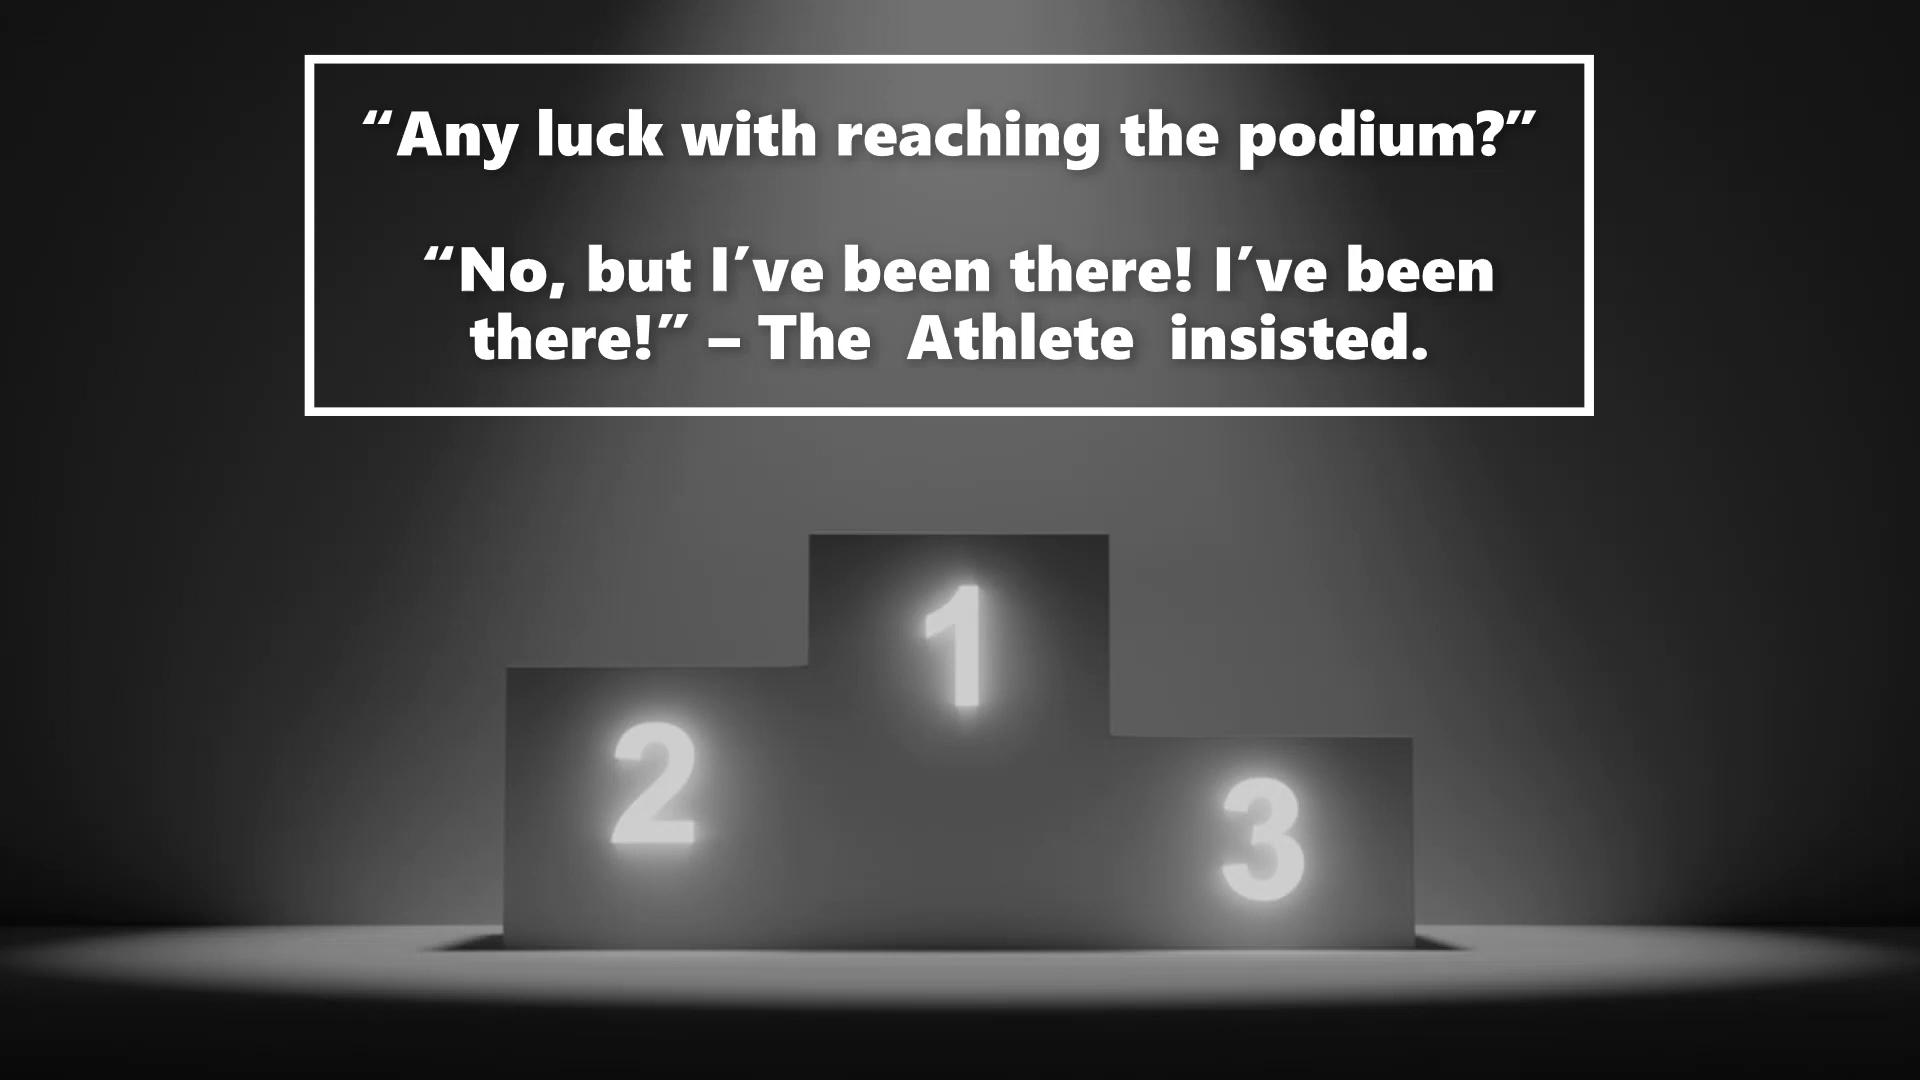 “Any luck with reaching the podium?”
“No, but I’ve been there! I’ve been
there!” – The Athlete insisted.
1
2
3